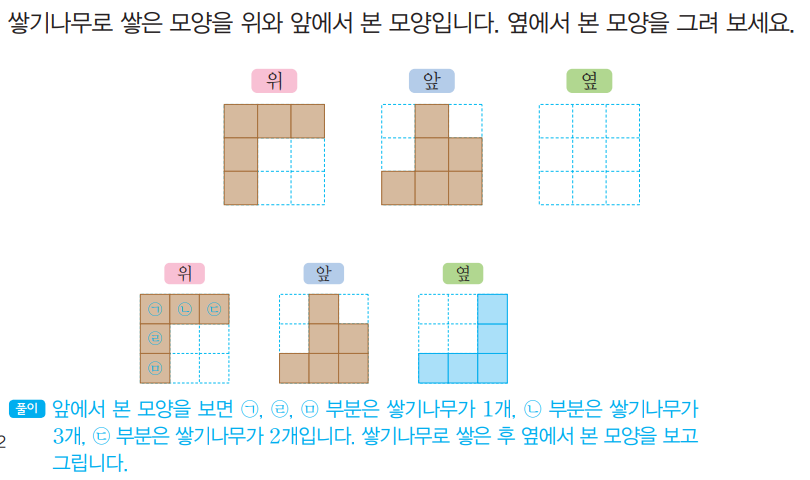 쌓기나무로 쌓은 모양을 위와 앞에서 본 모양입니다. 옆에서 본 모양을 그려 보세요.
위 앞 옆
위 앞 옆
㉠ ㉡ ㉢
㉣
㉤
풀이 앞에서 본 모양을 보면 ㉠, ㉣, ㉤ 부분은 쌓기나무가 1개, ㉡ 부분은 쌓기나무가
2
3개, ㉢ 부분은 쌓기나무가 2개입니다. 쌓기나무로 쌓은 후 옆에서 본 모양을 보고
그립니다.